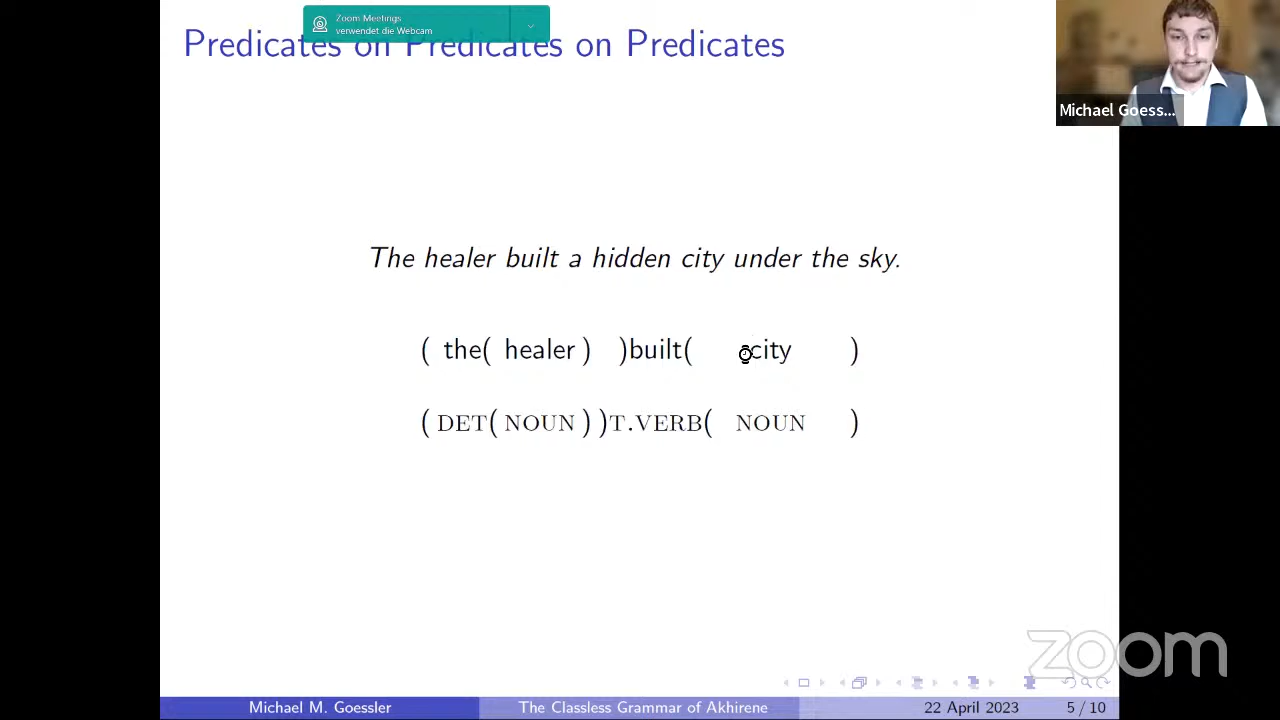 Zoom Meetings
verwendet die Webcam
Predicates on Predicates on Predicates
Michael Goess...
The healer built a hidden city under the sky.
( the( healer ) )built( city )
( DET( NOUN ) )T.VERB( NOUN )
zoom
Michael M. Goessler
The Classless Grammar of Akhirene
22 April 2023
5 / 10